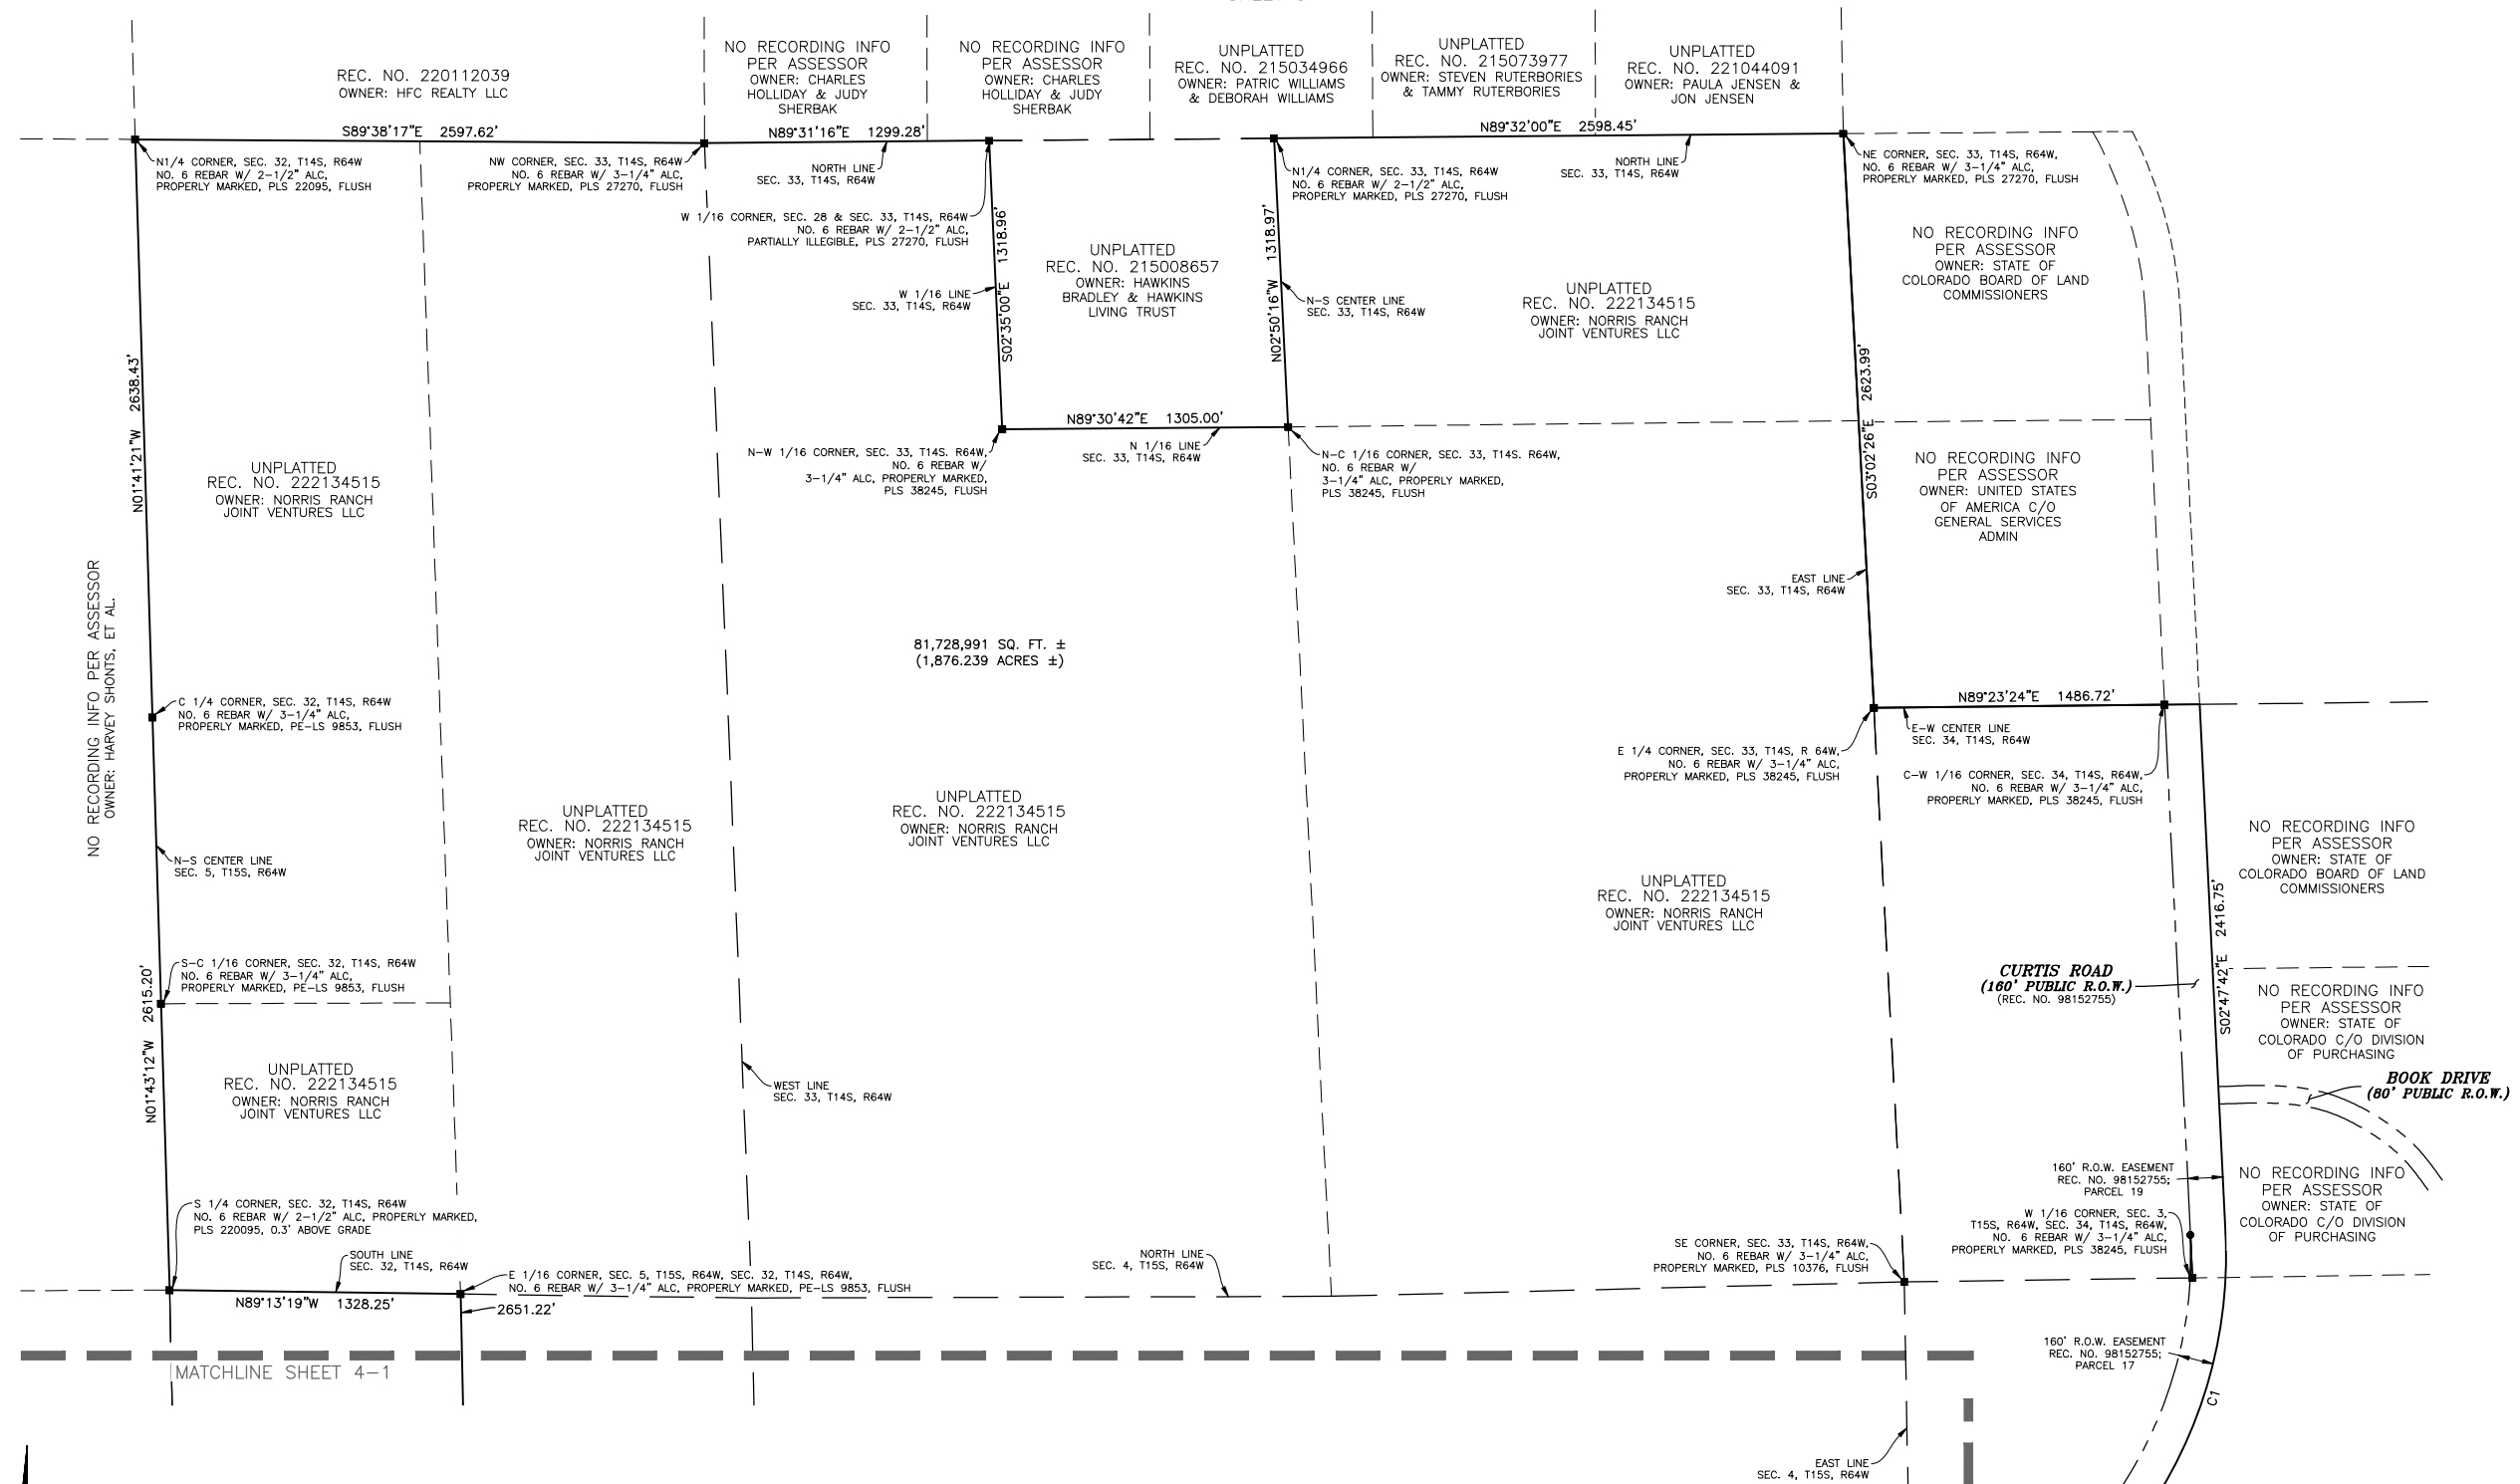 REC. NO. 220112039
OWNER: HFC REALTY LLC
NO RECORDING INFO
PER ASSESSOR
OWNER: CHARLES
HOLLIDAY & JUDY
SHERBAK
NO RECORDING INFO
PER ASSESSOR
OWNER: CHARLES
HOLLIDAY & JUDY
SHERBAK
UNPLATTED
REC. NO. 215034966
OWNER: PATRIC WILLIAMS
& DEBORAH WILLIAMS
UNPLATTED
REC. NO. 215073977
OWNER: STEVEN RUTERBORIES
& TAMMY RUTERBORIES
UNPLATTED
REC. NO. 221044091
OWNER: PAULA JENSEN &
JON JENSEN
S89°38'17"E 2597.62'
N89°31'16"E 1299.28'
N89°32'00"E 2598.45'
N1/4 CORNER, SEC. 32, T14S, R64W
NO. 6 REBAR W/ 2-1/2" ALC,
PROPERLY MARKED, PLS 22095, FLUSH
NW CORNER, SEC. 33, T14S, R64W
NO. 6 REBAR W/ 3-1/4" ALC,
PROPERLY MARKED, PLS 27270, FLUSH
NORTH LINE
SEC. 33, T14S, R64W
W 1/16 CORNER, SEC. 28 & SEC. 33, T14S, R64W
NO. 6 REBAR W/ 2-1/2" ALC,
PARTIALLY ILLEGIBLE, PLS 27270, FLUSH
N1/4 CORNER, SEC. 33, T14S, R64W
NO. 6 REBAR W/ 2-1/2" ALC,
PROPERLY MARKED, PLS 27270, FLUSH
NORTH LINE
SEC. 33, T14S, R64W
NE CORNER, SEC. 33, T14S, R64W,
NO. 6 REBAR W/ 3-1/4" ALC,
PROPERLY MARKED, PLS 27270, FLUSH
W 1/16 LINE
SEC. 33, T14S, R64W
S02°35'00"E 1318.96'
UNPLATTED
REC. NO. 215008657
OWNER: HAWKINS
BRADLEY & HAWKINS
LIVING TRUST
N02°50'16"W 1318.97'
N-S CENTER LINE
SEC. 33, T14S, R64W
UNPLATTED
REC. NO. 222134515
OWNER: NORRIS RANCH
JOINT VENTURES LLC
NO RECORDING INFO
PER ASSESSOR
OWNER: STATE OF
COLORADO BOARD OF LAND
COMMISSIONERS
N01°41'21"W 2638.43'
S03°02'26"E 2623.99'
N89°30'42"E 1305.00'
N 1/16 LINE
SEC. 33, T14S, R64W
N-W 1/16 CORNER, SEC. 33, T14S. R64W,
NO. 6 REBAR W/
3-1/4" ALC, PROPERLY MARKED,
PLS 38245, FLUSH
N-C 1/16 CORNER, SEC. 33, T14S. R64W,
NO. 6 REBAR W/
3-1/4" ALC, PROPERLY MARKED,
PLS 38245, FLUSH
UNPLATTED
REC. NO. 222134515
OWNER: NORRIS RANCH
JOINT VENTURES LLC
NO RECORDING INFO
PER ASSESSOR
OWNER: UNITED STATES
OF AMERICA C/O
GENERAL SERVICES
ADMIN
EAST LINE
SEC. 33, T14S, R64W
NO RECORDING INFO PER ASSESSOR
OWNER: HARVEY SHONTS, ET AL.
81,728,991 SQ. FT. ±
(1,876.239 ACRES ±)
C 1/4 CORNER, SEC. 32, T14S, R64W
NO. 6 REBAR W/ 3-1/4" ALC,
PROPERLY MARKED, PE-LS 9853, FLUSH
N89°23'24"E 1486.72'
E-W CENTER LINE
SEC. 34, T14S, R64W
E 1/4 CORNER, SEC. 33, T14S, R 64W,
NO. 6 REBAR W/ 3-1/4" ALC,
PROPERLY MARKED, PLS 38245, FLUSH
C-W 1/16 CORNER, SEC. 34, T14S, R64W,
NO. 6 REBAR W/ 3-1/4" ALC,
PROPERLY MARKED, PLS 38245, FLUSH
UNPLATTED
REC. NO. 222134515
OWNER: NORRIS RANCH
JOINT VENTURES LLC
UNPLATTED
REC. NO. 222134515
OWNER: NORRIS RANCH
JOINT VENTURES LLC
NO RECORDING INFO
PER ASSESSOR
OWNER: STATE OF
COLORADO BOARD OF LAND
COMMISSIONERS
N-S CENTER LINE
SEC. 5, T15S, R64W
UNPLATTED
REC. NO. 222134515
OWNER: NORRIS RANCH
JOINT VENTURES LLC
S02°47'42"E 2416.75'
S-C 1/16 CORNER, SEC. 32, T14S, R64W
NO. 6 REBAR W/ 3-1/4" ALC,
PROPERLY MARKED, PE-LS 9853, FLUSH
CURTIS ROAD
(160' PUBLIC R.O.W.)
(REC. NO. 98152755)
NO RECORDING INFO
PER ASSESSOR
OWNER: STATE OF
COLORADO C/O DIVISION
OF PURCHASING
N01°43'12"W 2615.20'
UNPLATTED
REC. NO. 222134515
OWNER: NORRIS RANCH
JOINT VENTURES LLC
WEST LINE
SEC. 33, T14S, R64W
BOOK DRIVE
(80' PUBLIC R.O.W.)
160' R.O.W. EASEMENT
REC. NO. 98152755;
PARCEL 19
NO RECORDING INFO
PER ASSESSOR
OWNER: STATE OF
COLORADO C/O DIVISION
OF PURCHASING
S 1/4 CORNER, SEC. 32, T14S, R64W
NO. 6 REBAR W/ 2-1/2" ALC, PROPERLY MARKED,
PLS 220095, 0.3' ABOVE GRADE
W 1/16 CORNER, SEC. 3,
T15S, R64W, SEC. 34, T14S, R64W,
NO. 6 REBAR W/ 3-1/4" ALC,
PROPERLY MARKED, PLS 38245, FLUSH
SOUTH LINE
SEC. 32, T14S, R64W
NORTH LINE
SEC. 4, T15S, R64W
SE CORNER, SEC. 33, T14S, R64W,
NO. 6 REBAR W/ 3-1/4" ALC,
PROPERLY MARKED, PLS 10376, FLUSH
E 1/16 CORNER, SEC. 5, T15S, R64W, SEC. 32, T14S, R64W,
NO. 6 REBAR W/ 3-1/4" ALC, PROPERLY MARKED, PE-LS 9853, FLUSH
N89°13'19"W 1328.25'
2651.22'
160' R.O.W. EASEMENT
REC. NO. 98152755;
PARCEL 17
MATCHLINE SHEET 4-1
C1
EAST LINE
SEC. 4, T15S, R64W